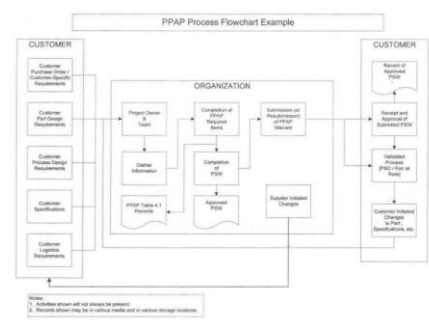 PPAP Process Flowchart Example
CUSTOMER
Customer
Purchase Order /
Customer-Specific
Requirements
Customer
Part Design
Requirements
Customer
Process Design
Requirements
Customer
Specifications
Customer
Logistics
Requirements
ORGANIZATION
Project Owner
&
Team
Gather
Information
PPAP Table 4.1
Records
Completion of
PPAP
Required
Items
Completion
of
PSW
Approved
PSW
Submission (or
Resubmission)
of PPAP
Warrant
Supplier Initiated
Changes
CUSTOMER
Record of
Approved
PSW
Receipt and
Approval of
Submitted PSW
Validated
Process
[PSO / Run at
Rate]
Customer Initiated
Changes
to Part,
Specifications, etc.
Notes:
1. Activities shown will not always be present.
2. Records shown may be in various media and in various storage locations.